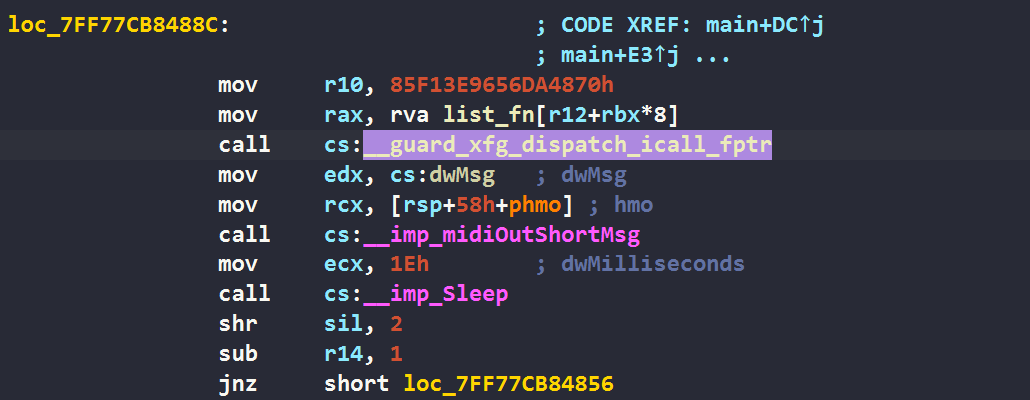 loc_7FF77CB8488C: ; CODE XREF: main+DC↑j
; main+E3↑j ...
mov r10, 85F13E9656DA4870h
mov rax, rva list_fn[r12+rbx*8]
call cs:__guard_xfg_dispatch_icall_fptr
mov edx, cs:dwMsg ; dwMsg
mov rcx, [rsp+58h+phmo] ; hmo
call cs:__imp_midiOutShortMsg
mov ecx, 1Eh ; dwMilliseconds
call cs:__imp_Sleep
shr sil, 2
sub r14, 1
jnz short loc_7FF77CB84856